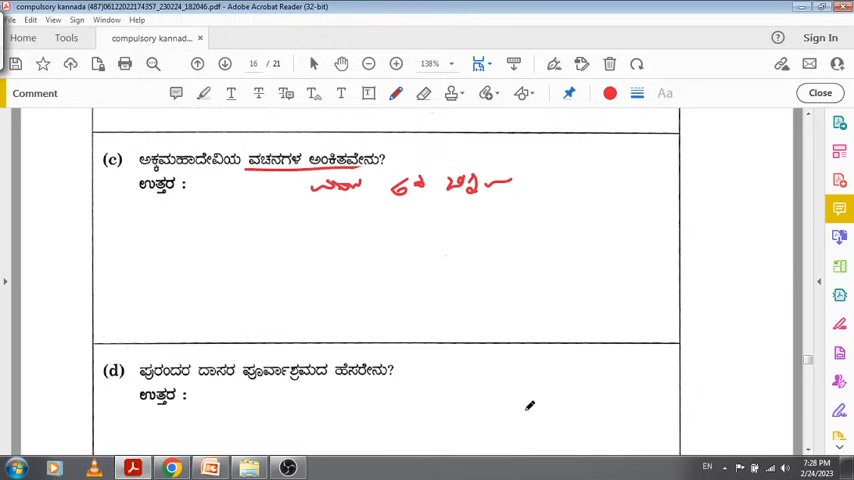 compulsory kannada (487)06122022174357_230224_182046.pdf - Adobe Acrobat Reader (32-bit)
File Edit View Sign Window Help
Home Tools compulsory kannad... × Sign In
16 / 21 138%
Comment Aa Close
(c) ಅಕ್ಕಮಹಾದೇವಿಯ ವಚನಗಳ ಅಂಕಿತವೇನು?
ಉತ್ತರ :
(d) ಪುರಂದರ ದಾಸರ ಪೂರ್ವಾಶ್ರಮದ ಹೆಸರೇನು?
ಉತ್ತರ :
EN 7:28 PM
2/24/2023